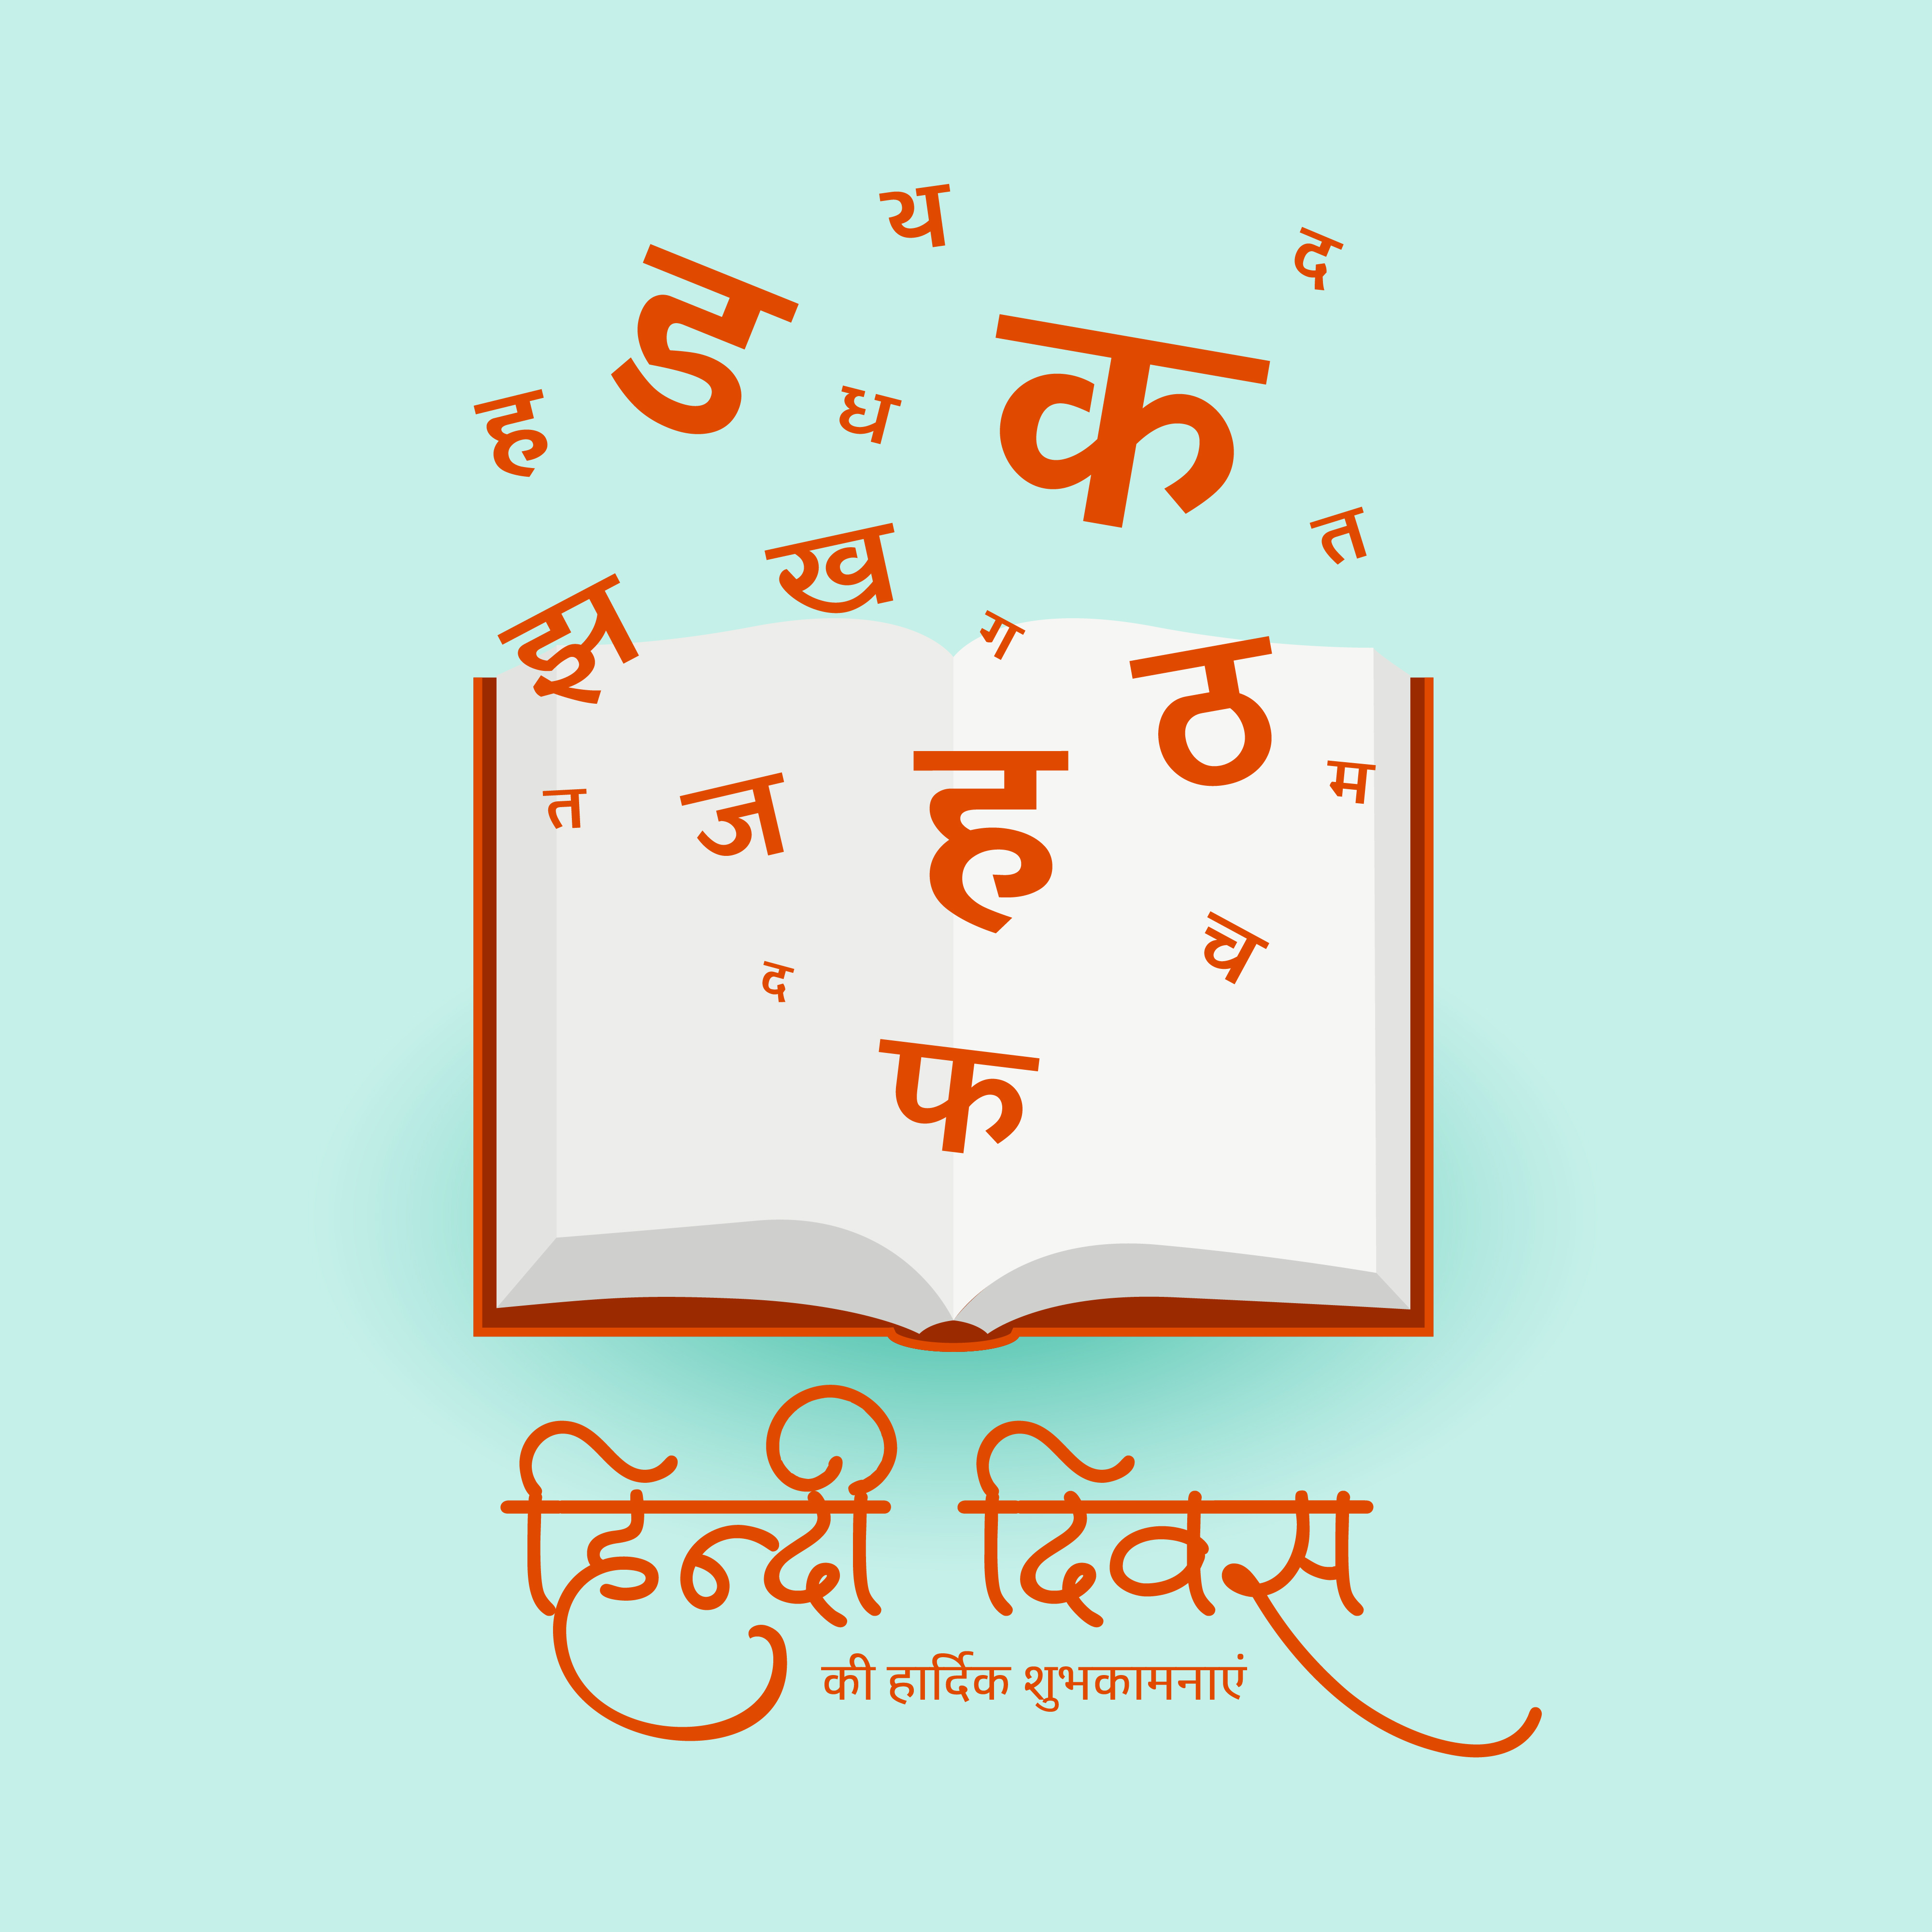 य
द
ड
क
ह
घ
त
ख
झ
ग
ठ
ह
म
त
ज
च
द
फ
हिन्दी दिवस
की हार्दिक शुभकामनाएं